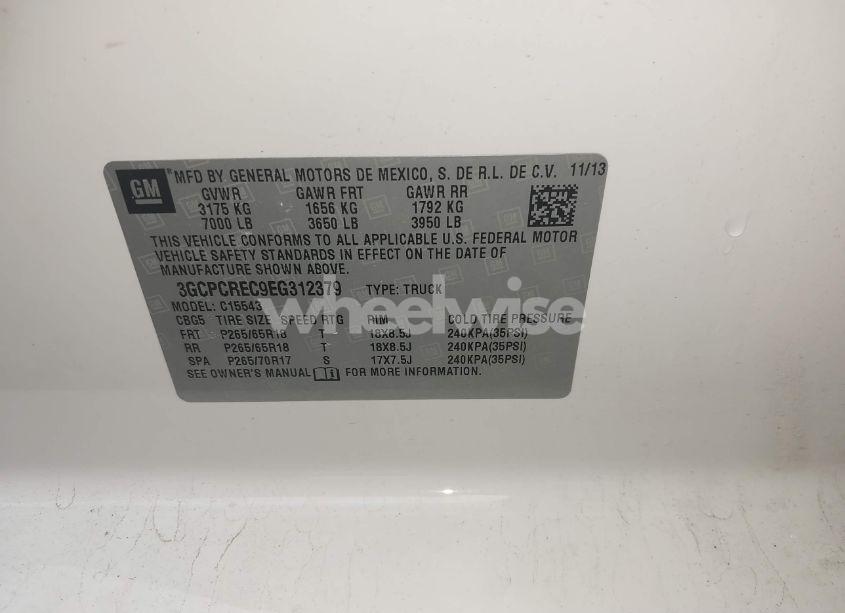 GM ® MFD BY GENERAL MOTORS DE MEXICO, S. DE R.L. DE C.V. 11/13
GVWR GAWR FRT GAWR RR
3175 KG 1656 KG 1792 KG
7000 LB 3650 LB 3950 LB
THIS VEHICLE CONFORMS TO ALL APPLICABLE U.S. FEDERAL MOTOR
VEHICLE SAFETY STANDARDS IN EFFECT ON THE DATE OF
MANUFACTURE SHOWN ABOVE.
3GCPCREC9EG312379 TYPE: TRUCK
MODEL: C15543
wheelwise
CBG5 TIRE SIZE SPEED RTG RIM COLD TIRE PRESSURE
FRT P265/65R18 T 18X8.5J 240KPA(35PSI)
RR P265/65R18 T 18X8.5J 240KPA(35PSI)
SPA P265/70R17 S 17X7.5J 240KPA(35PSI)
SEE OWNER'S MANUAL FOR MORE INFORMATION.